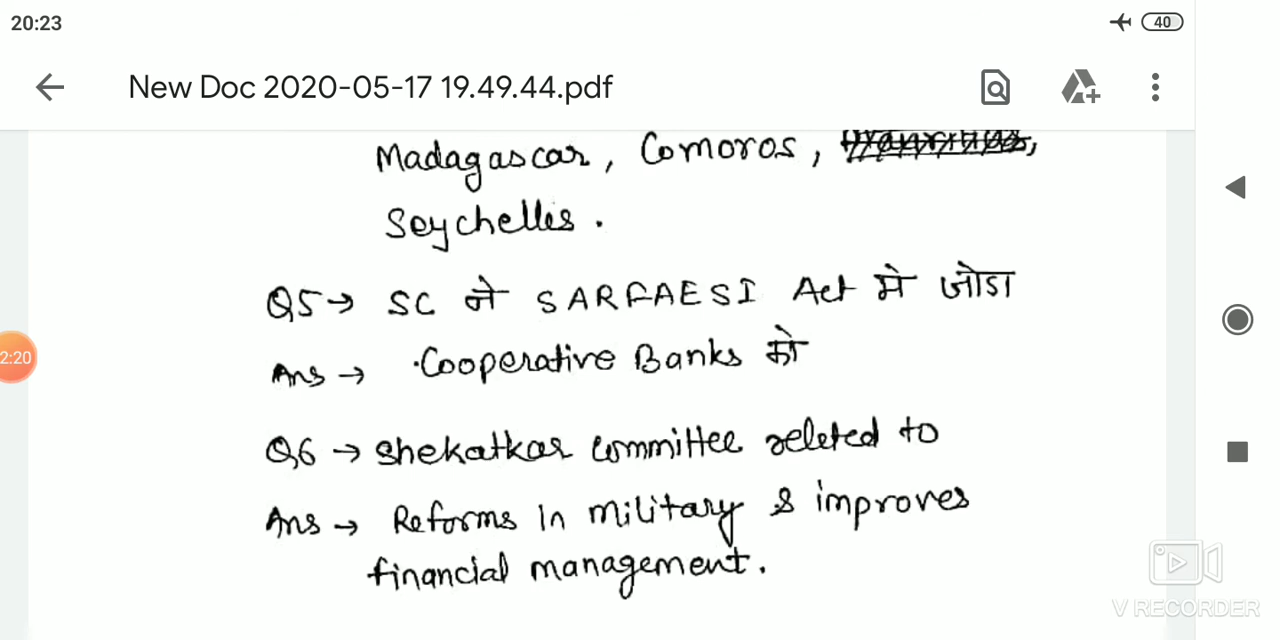 20:23
40
New Doc 2020-05-17 19.49.44.pdf
Madagascar, Comoros,
Seychelles.
Q5→ SC ने SARFAESI Act मे जोडा
2:20
Ans → Cooperative Banks को
Q6 → Shekatkar Committee releted to
Ans → Reforms in military & improves
financial management.
V RECORDER